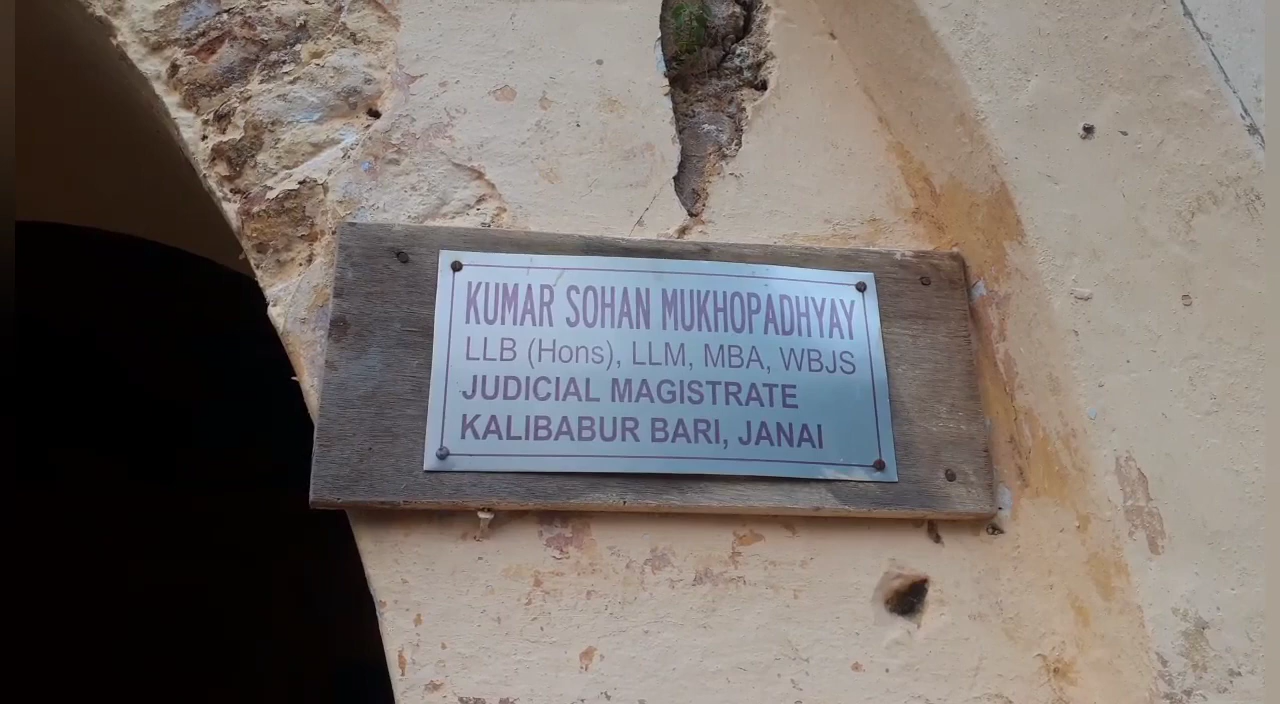 KUMAR SOHAN MUKHOPADHYAY
LLB (Hons), LLM, MBA, WBJS
JUDICIAL MAGISTRATE
KALIBABUR BARI, JANAI